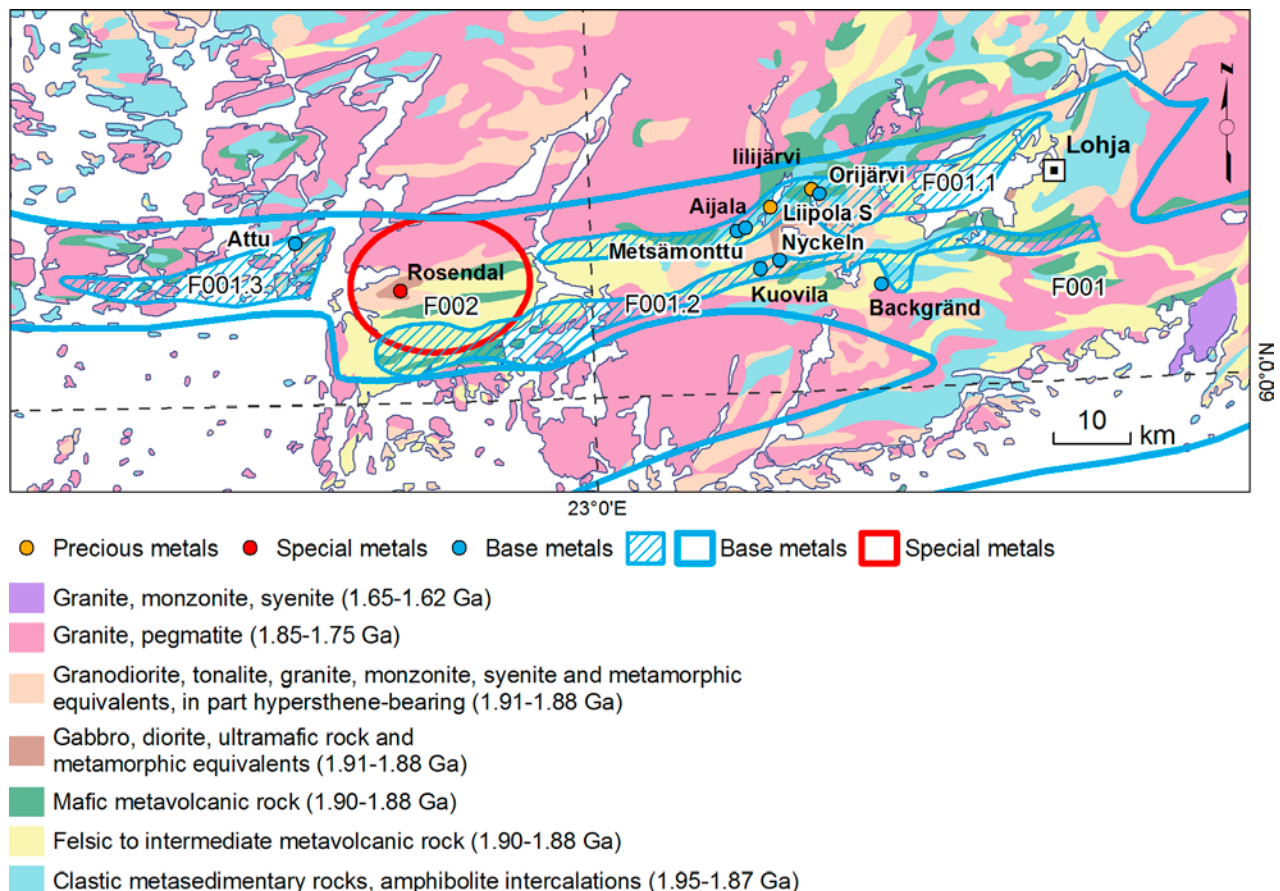 z
Iilijärvi
Lohja
Orijärvi
F001.1
Aijala
Liipola S
Attu
Metsämonttu
Nyckeln
Rosendal
F001.3
F002
F001.2
Kuovila
Backgränd
F001
60°0'N
10
km
23°0'E
Precious metals
Special metals
Base metals
Base metals
Special metals
Granite, monzonite, syenite (1.65-1.62 Ga)
Granite, pegmatite (1.85-1.75 Ga)
Granodiorite, tonalite, granite, monzonite, syenite and metamorphic
equivalents, in part hypersthene-bearing (1.91-1.88 Ga)
Gabbro, diorite, ultramafic rock and
metamorphic equivalents (1.91-1.88 Ga)
Mafic metavolcanic rock (1.90-1.88 Ga)
Felsic to intermediate metavolcanic rock (1.90-1.88 Ga)
Clastic metasedimentary rocks, amphibolite intercalations (1.95-1.87 Ga)